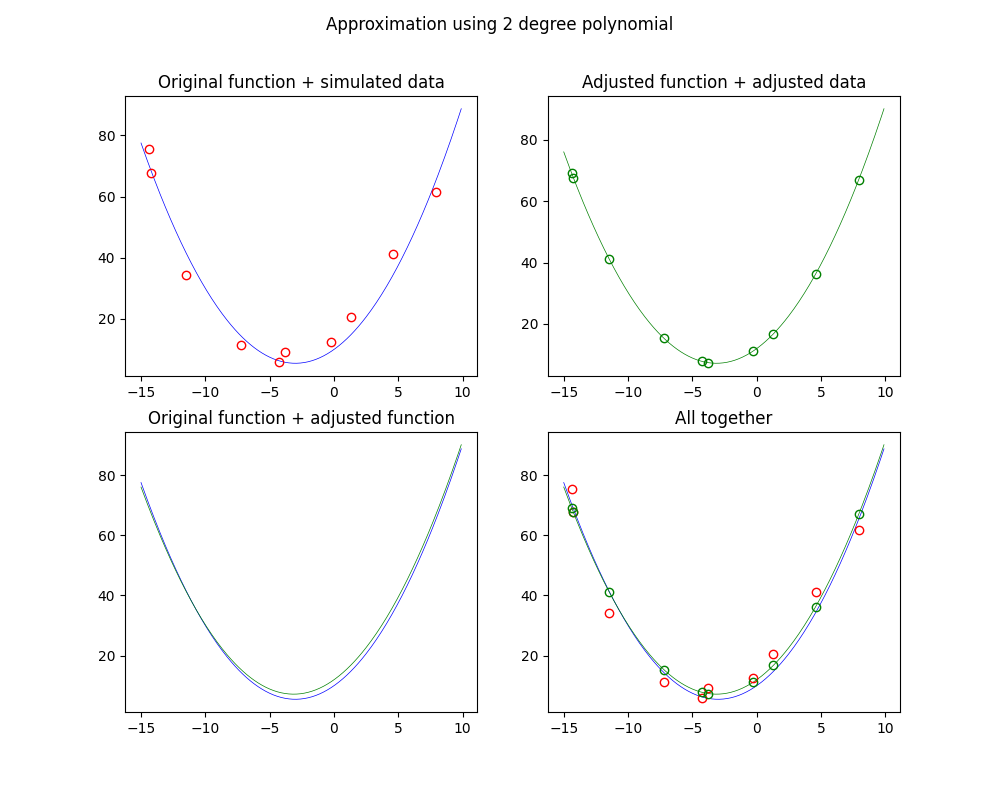 Approximation using 2 degree polynomial
Original function + simulated data
80
60
40
20
−15 −10 −5 0 5 10
Adjusted function + adjusted data
80
60
40
20
−15 −10 −5 0 5 10
Original function + adjusted function
80
60
40
20
−15 −10 −5 0 5 10
All together
80
60
40
20
−15 −10 −5 0 5 10